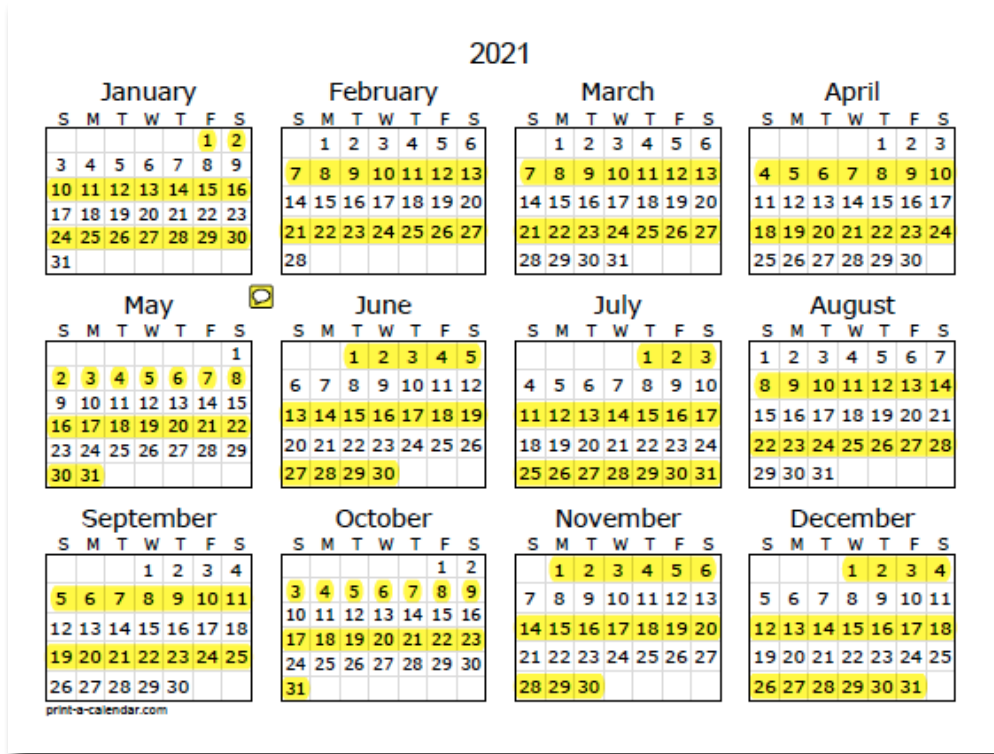 2021
January February March April
S M T W T F S S M T W T F S S M T W T F S S M T W T F S
1 2 1 2 3 4 5 6 1 2 3 4 5 6 1 2 3
3 4 5 6 7 8 9 7 8 9 10 11 12 13 7 8 9 10 11 12 13 4 5 6 7 8 9 10
10 11 12 13 14 15 16 14 15 16 17 18 19 20 14 15 16 17 18 19 20 11 12 13 14 15 16 17
17 18 19 20 21 22 23 21 22 23 24 25 26 27 21 22 23 24 25 26 27 18 19 20 21 22 23 24
24 25 26 27 28 29 30 28 28 29 30 31 25 26 27 28 29 30
31
May June July August
S M T W T F S S M T W T F S S M T W T F S S M T W T F S
1 1 2 3 4 5 1 2 3 1 2 3 4 5 6 7
2 3 4 5 6 7 8 6 7 8 9 10 11 12 4 5 6 7 8 9 10 8 9 10 11 12 13 14
9 10 11 12 13 14 15 13 14 15 16 17 18 19 11 12 13 14 15 16 17 15 16 17 18 19 20 21
16 17 18 19 20 21 22 20 21 22 23 24 25 26 18 19 20 21 22 23 24 22 23 24 25 26 27 28
23 24 25 26 27 28 29 27 28 29 30 25 26 27 28 29 30 31 29 30 31
30 31
September October November December
S M T W T F S S M T W T F S S M T W T F S S M T W T F S
1 2 3 4 1 2 1 2 3 4 5 6 1 2 3 4
5 6 7 8 9 10 11 3 4 5 6 7 8 9 7 8 9 10 11 12 13 5 6 7 8 9 10 11
12 13 14 15 16 17 18 10 11 12 13 14 15 16 14 15 16 17 18 19 20 12 13 14 15 16 17 18
19 20 21 22 23 24 25 17 18 19 20 21 22 23 21 22 23 24 25 26 27 19 20 21 22 23 24 25
26 27 28 29 30 24 25 26 27 28 29 30 28 29 30 26 27 28 29 30 31
31
print-a-calendar.com